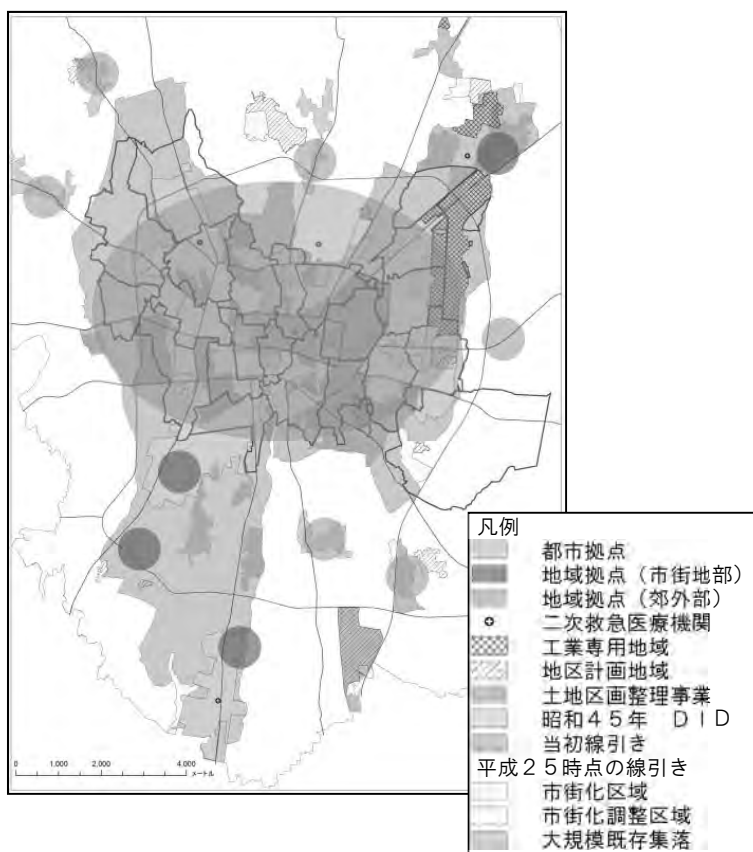 0 1,000 2,000 4,000
メートル
凡例
都市拠点
地域拠点（市街地部）
地域拠点（郊外部）
二次救急医療機関
工業専用地域
地区計画地域
土地区画整理事業
昭和４５年 ＤＩＤ
当初線引き
平成２５時点の線引き
市街化区域
市街化調整区域
大規模既存集落